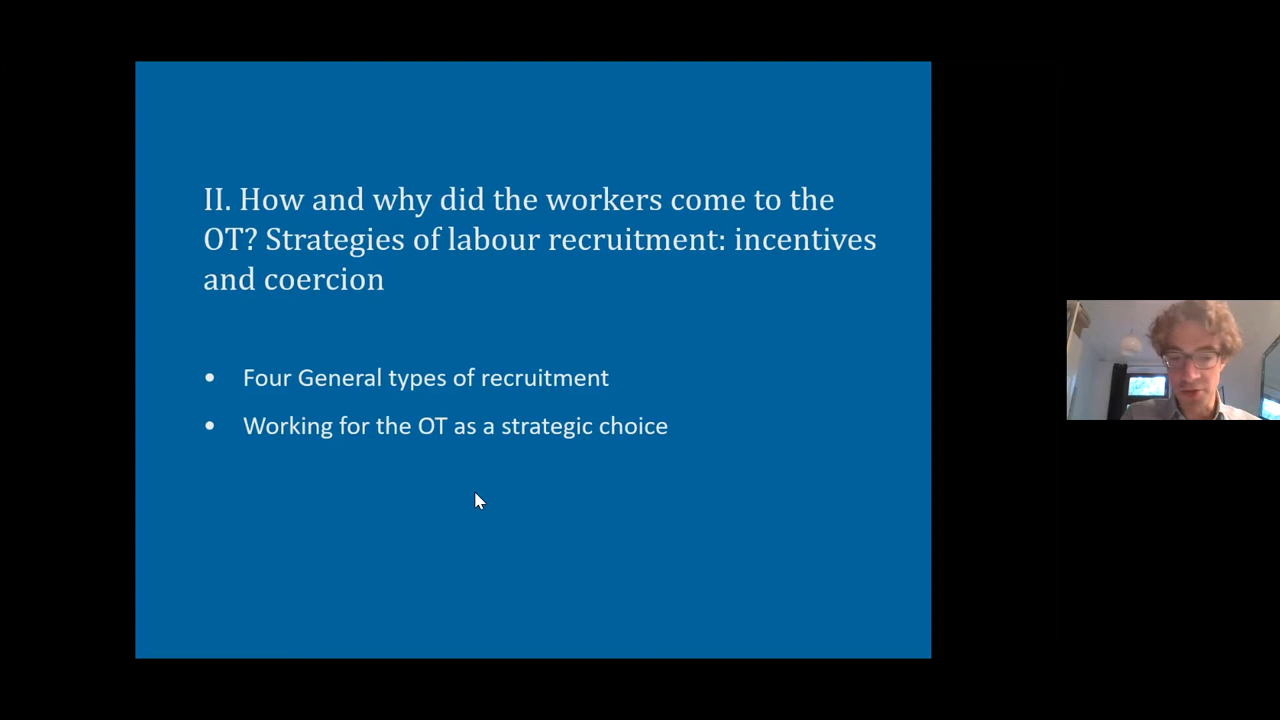 II. How and why did the workers come to the
OT? Strategies of labour recruitment: incentives
and coercion
• Four General types of recruitment
• Working for the OT as a strategic choice